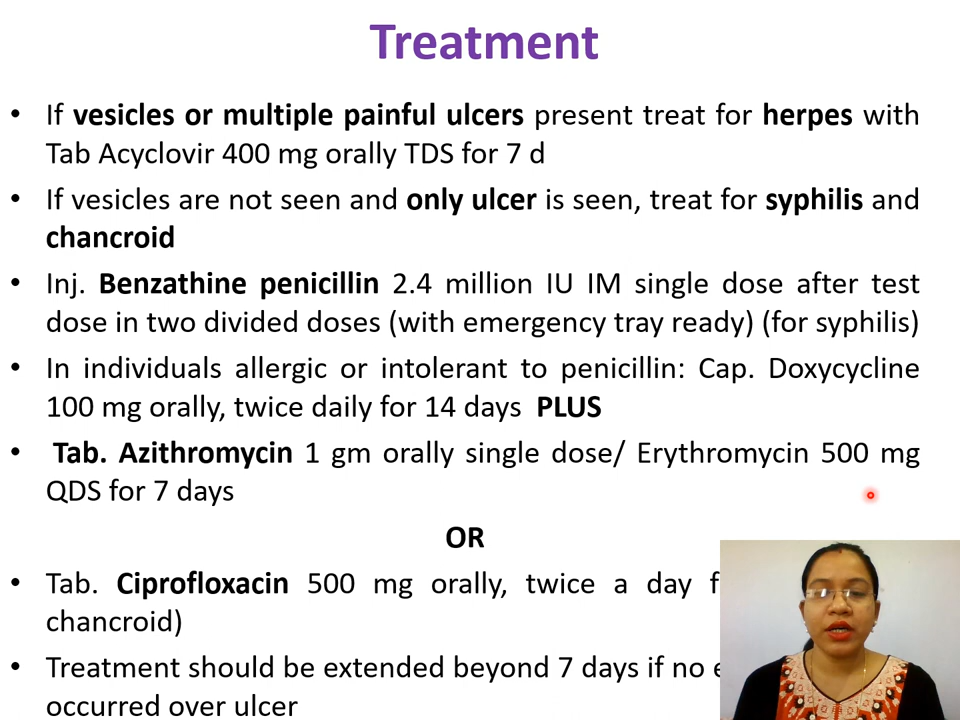 Treatment
• If vesicles or multiple painful ulcers present treat for herpes with
Tab Acyclovir 400 mg orally TDS for 7 d
• If vesicles are not seen and only ulcer is seen, treat for syphilis and
chancroid
• Inj. Benzathine penicillin 2.4 million IU IM single dose after test
dose in two divided doses (with emergency tray ready) (for syphilis)
• In individuals allergic or intolerant to penicillin: Cap. Doxycycline
100 mg orally, twice daily for 14 days PLUS
• Tab. Azithromycin 1 gm orally single dose/ Erythromycin 500 mg
QDS for 7 days
OR
• Tab. Ciprofloxacin 500 mg orally, twice a day
chancroid)
• Treatment should be extended beyond 7 days if no
occurred over ulcer